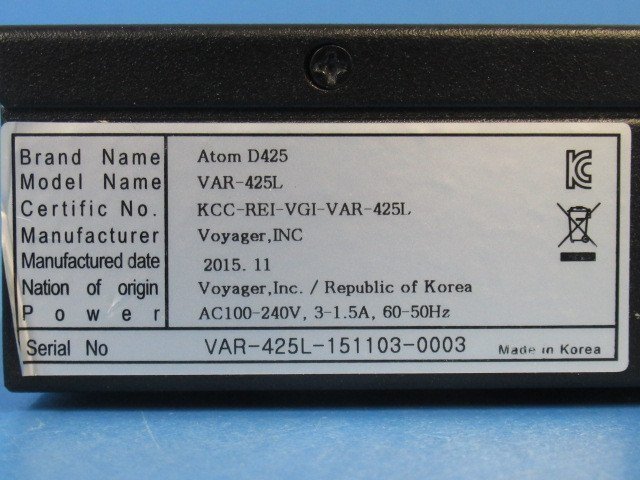 Brand Name Atom D425
Model Name VAR-425L
Certific No. KCC-REI-VGI-VAR-425L
Manufacturer Voyager,INC
Manufactured date 2015. 11
Nation of origin Voyager,Inc. / Republic of Korea
Power AC100-240V, 3-1.5A, 60-50Hz
Serial No VAR-425L-151103-0003 Made in Korea